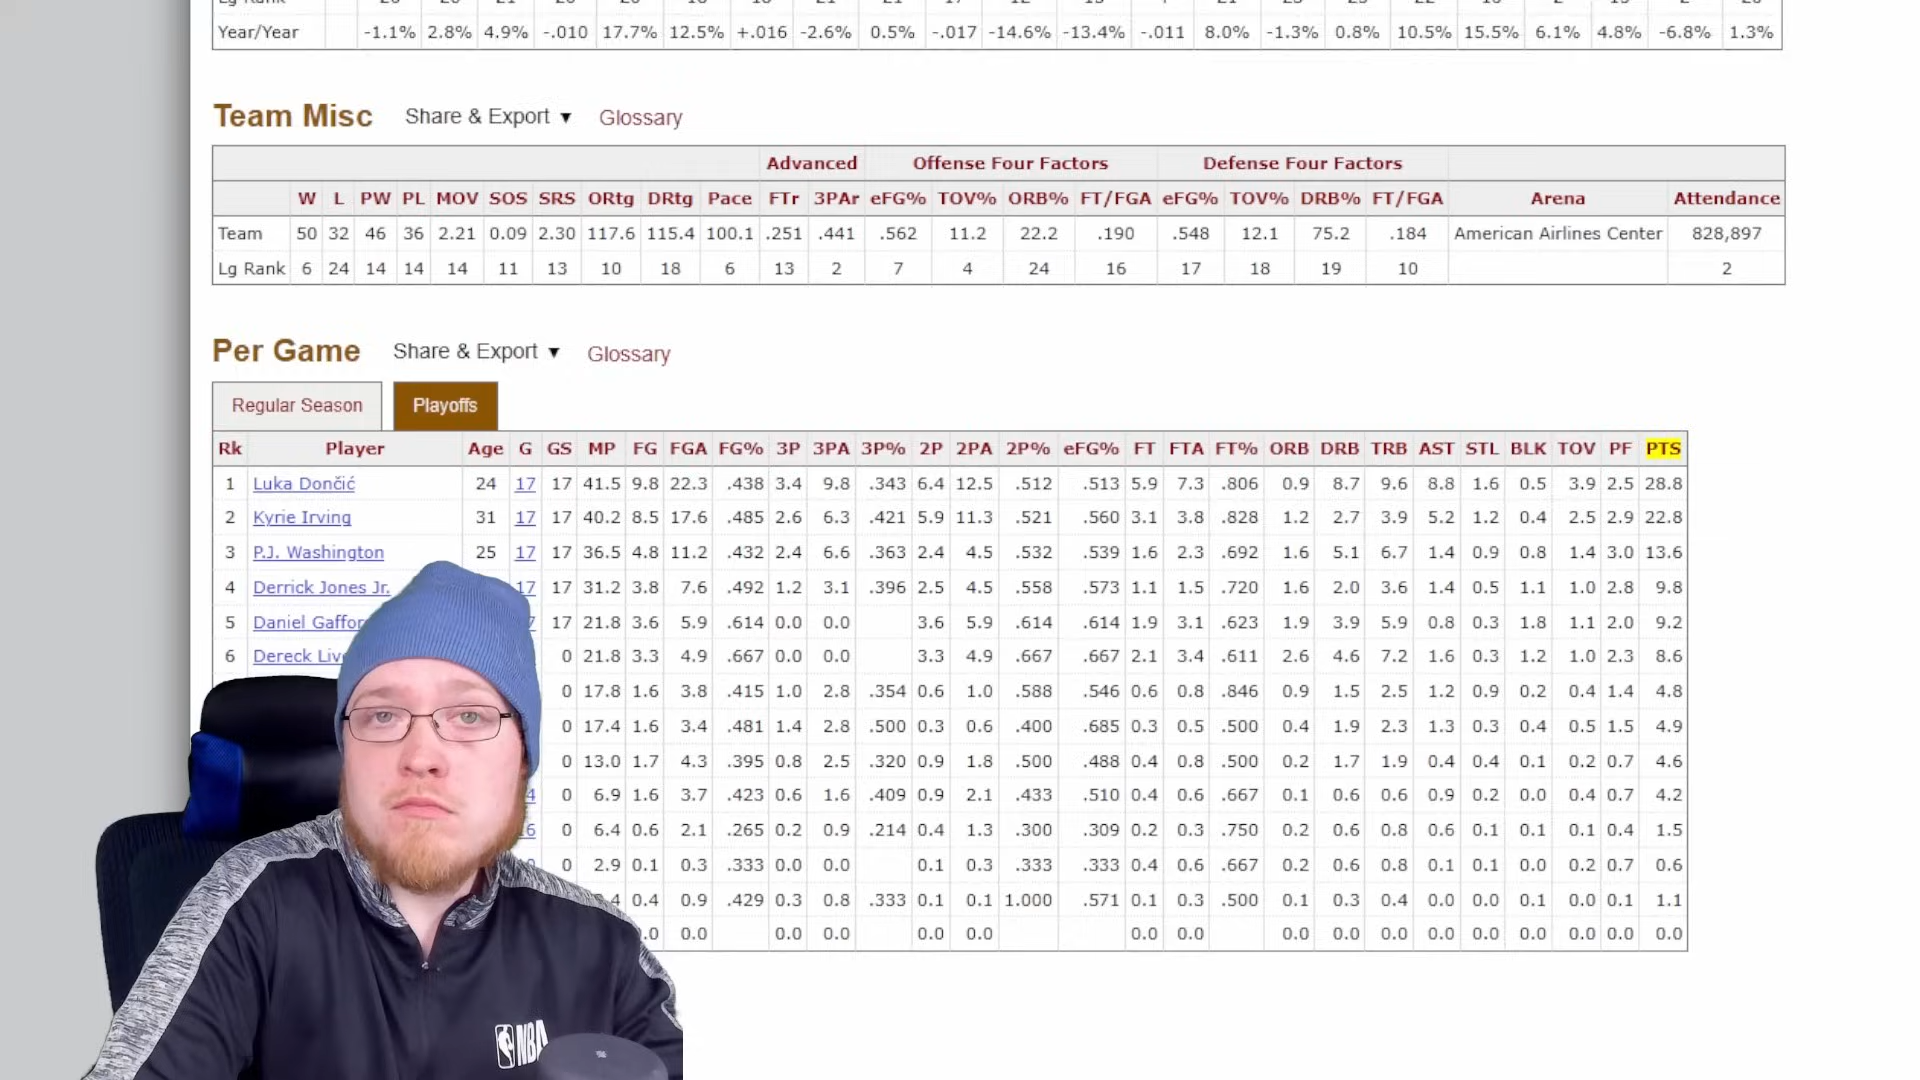 Year/Year -1.1% 2.8% 4.9% -.010 17.7% 12.5% +.016 -2.6% 0.5% -.017 -14.6% -13.4% -.011 8.0% -1.3% 0.8% 10.5% 15.5% 6.1% 4.8% -6.8% 1.3%
Team Misc Share & Export ▼ Glossary
Advanced Offense Four Factors Defense Four Factors
W L PW PL MOV SOS SRS ORtg DRtg Pace FTr 3PAr eFG% TOV% ORB% FT/FGA eFG% TOV% DRB% FT/FGA Arena Attendance
Team 50 32 46 36 2.21 0.09 2.30 117.6 115.4 100.1 .251 .441 .562 11.2 22.2 .190 .548 12.1 75.2 .184 American Airlines Center 828,897
Lg Rank 6 24 14 14 14 11 13 10 18 6 13 2 7 4 24 16 17 18 19 10 2
Per Game Share & Export ▼ Glossary
Regular Season Playoffs
Rk Player Age G GS MP FG FGA FG% 3P 3PA 3P% 2P 2PA 2P% eFG% FT FTA FT% ORB DRB TRB AST STL BLK TOV PF PTS
1 Luka Dončić 24 17 17 41.5 9.8 22.3 .438 3.4 9.8 .343 6.4 12.5 .512 .513 5.9 7.3 .806 0.9 8.7 9.6 8.8 1.6 0.5 3.9 2.5 28.8
2 Kyrie Irving 31 17 17 40.2 8.5 17.6 .485 2.6 6.3 .421 5.9 11.3 .521 .560 3.1 3.8 .828 1.2 2.7 3.9 5.2 1.2 0.4 2.5 2.9 22.8
3 P.J. Washington 25 17 17 36.5 4.8 11.2 .432 2.4 6.6 .363 2.4 4.5 .532 .539 1.6 2.3 .692 1.6 5.1 6.7 1.4 0.9 0.8 1.4 3.0 13.6
4 Derrick Jones Jr. 17 17 31.2 3.8 7.6 .492 1.2 3.1 .396 2.5 4.5 .558 .573 1.1 1.5 .720 1.6 2.0 3.6 1.4 0.5 1.1 1.0 2.8 9.8
5 Daniel Gaffor 17 21.8 3.6 5.9 .614 0.0 0.0 3.6 5.9 .614 .614 1.9 3.1 .623 1.9 3.9 5.9 0.8 0.3 1.8 1.1 2.0 9.2
6 Dereck Liv 0 21.8 3.3 4.9 .667 0.0 0.0 3.3 4.9 .667 .667 2.1 3.4 .611 2.6 4.6 7.2 1.6 0.3 1.2 1.0 2.3 8.6
0 17.8 1.6 3.8 .415 1.0 2.8 .354 0.6 1.0 .588 .546 0.6 0.8 .846 0.9 1.5 2.5 1.2 0.9 0.2 0.4 1.4 4.8
0 17.4 1.6 3.4 .481 1.4 2.8 .500 0.3 0.6 .400 .685 0.3 0.5 .500 0.4 1.9 2.3 1.3 0.3 0.4 0.5 1.5 4.9
0 13.0 1.7 4.3 .395 0.8 2.5 .320 0.9 1.8 .500 .488 0.4 0.8 .500 0.2 1.7 1.9 0.4 0.4 0.1 0.2 0.7 4.6
4 0 6.9 1.6 3.7 .423 0.6 1.6 .409 0.9 2.1 .433 .510 0.4 0.6 .667 0.1 0.6 0.6 0.9 0.2 0.0 0.4 0.7 4.2
6 0 6.4 0.6 2.1 .265 0.2 0.9 .214 0.4 1.3 .300 .309 0.2 0.3 .750 0.2 0.6 0.8 0.6 0.1 0.1 0.1 0.4 1.5
0 2.9 0.1 0.3 .333 0.0 0.0 0.1 0.3 .333 .333 0.4 0.6 .667 0.2 0.6 0.8 0.1 0.1 0.0 0.2 0.7 0.6
.4 0.4 0.9 .429 0.3 0.8 .333 0.1 0.1 1.000 .571 0.1 0.3 .500 0.1 0.3 0.4 0.0 0.0 0.1 0.0 0.1 1.1
.0 0.0 0.0 0.0 0.0 0.0 0.0 0.0 0.0 0.0 0.0 0.0 0.0 0.0 0.0 0.0 0.0
NBA